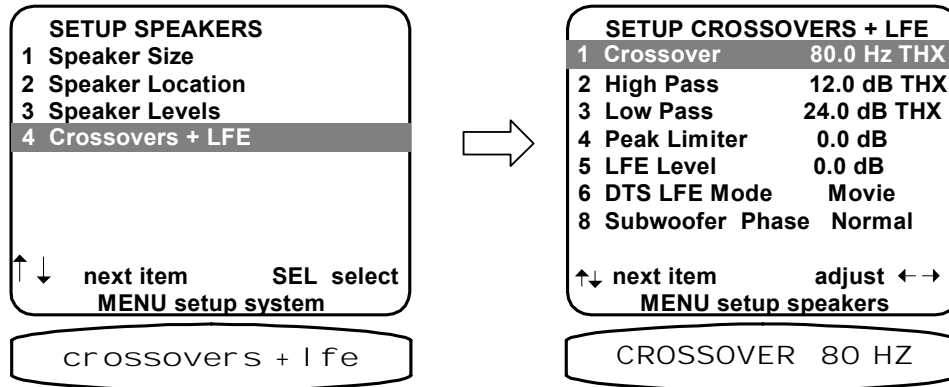 SETUP SPEAKERS
1 Speaker Size
2 Speaker Location
3 Speaker Levels
4 Crossovers + LFE
↑ ↓ next item SEL select
MENU setup system
crossovers + lfe
SETUP CROSSOVERS + LFE
1 Crossover 80.0 Hz THX
2 High Pass 12.0 dB THX
3 Low Pass 24.0 dB THX
4 Peak Limiter 0.0 dB
5 LFE Level 0.0 dB
6 DTS LFE Mode Movie
8 Subwoofer Phase Normal
↑↓ next item adjust ←→
MENU setup speakers
CROSSOVER 80 HZ